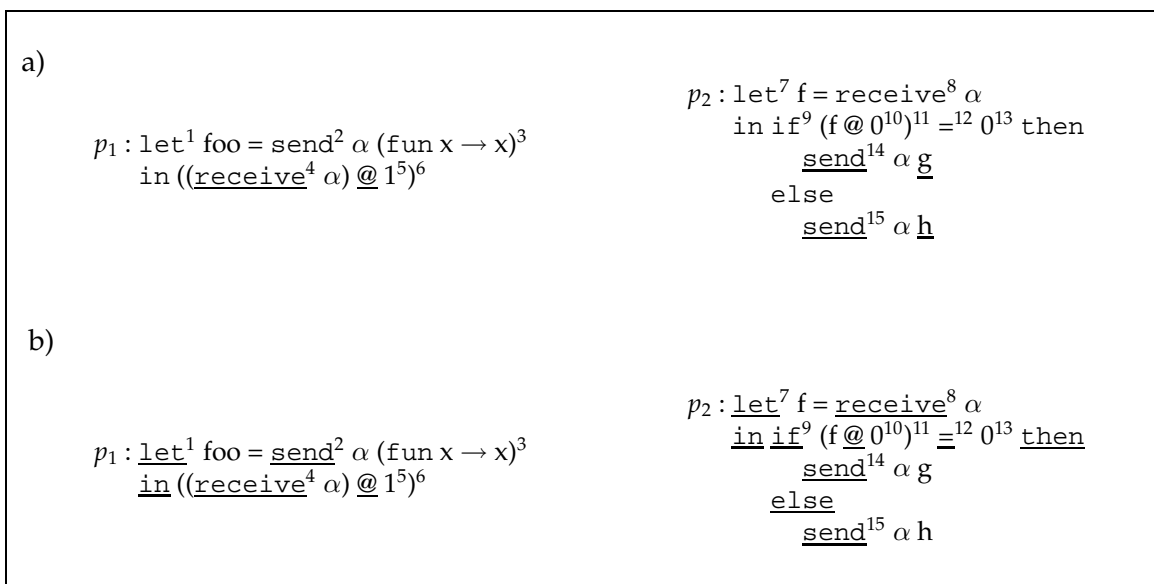 a)
p₁ : let¹ foo = send² α (fun x → x)³
in ((receive⁴ α) @ 1⁵)⁶
p₂ : let⁷ f = receive⁸ α
in if⁹ (f @ 0¹⁰)¹¹ =¹² 0¹³ then
send¹⁴ α g
else
send¹⁵ α h
b)
p₁ : let¹ foo = send² α (fun x → x)³
in ((receive⁴ α) @ 1⁵)⁶
p₂ : let⁷ f = receive⁸ α
in if⁹ (f @ 0¹⁰)¹¹ =¹² 0¹³ then
send¹⁴ α g
else
send¹⁵ α h